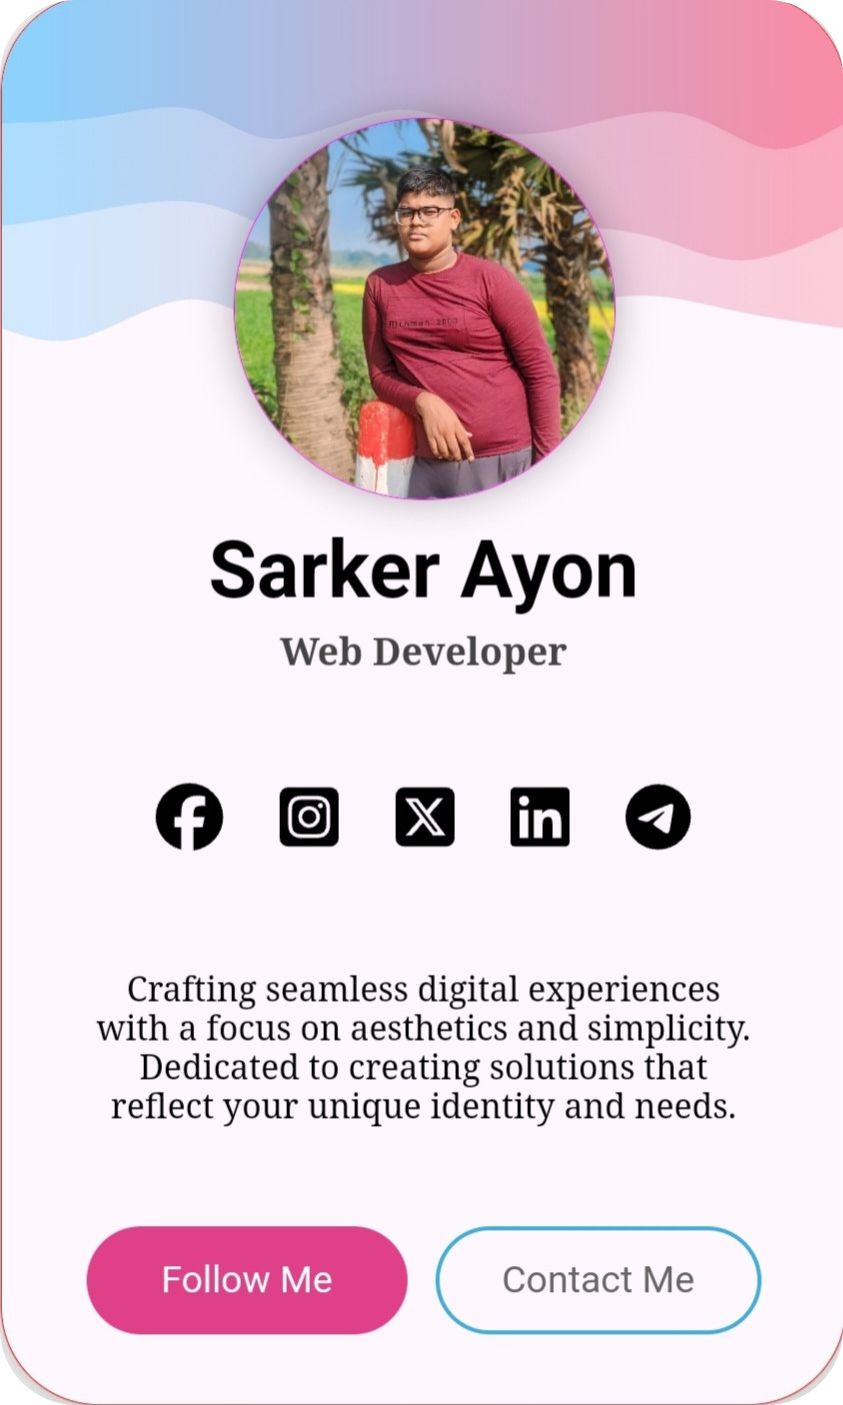 Sarker Ayon
Web Developer
Crafting seamless digital experiences
with a focus on aesthetics and simplicity.
Dedicated to creating solutions that
reflect your unique identity and needs.
Follow Me
Contact Me